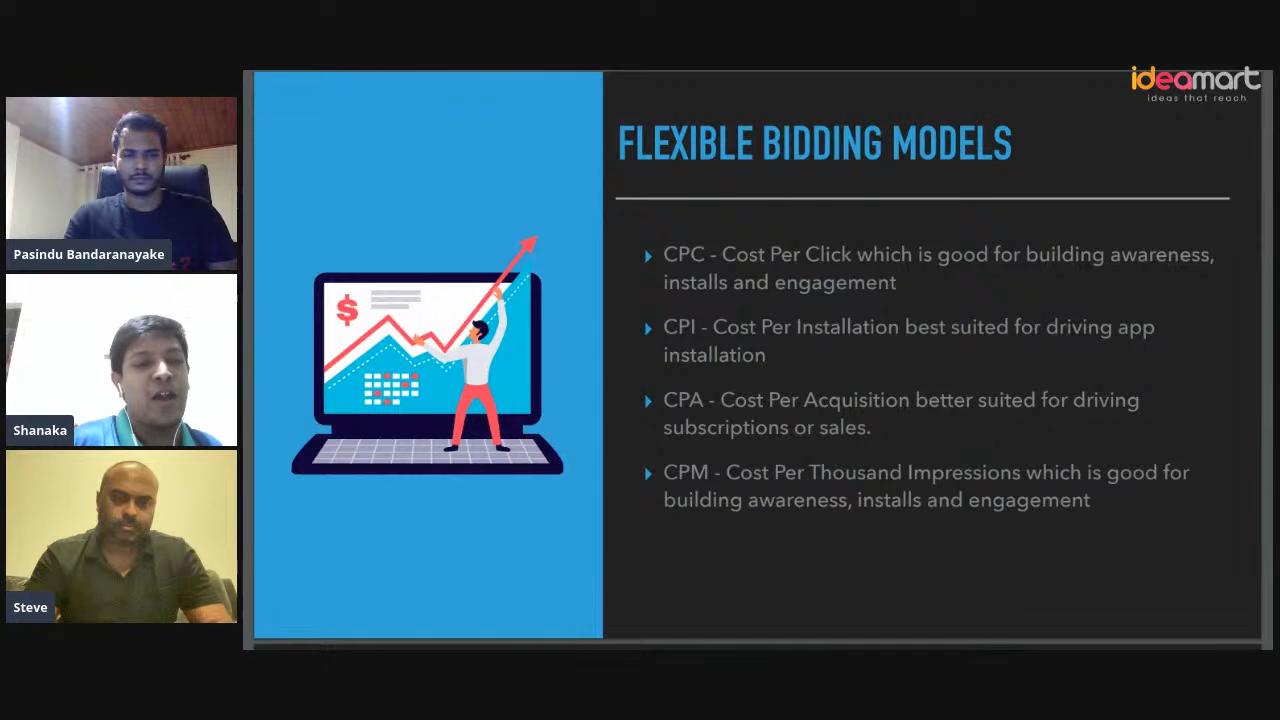 ideamart
ideas that reach
FLEXIBLE BIDDING MODELS
CPC - Cost Per Click which is good for building awareness,
installs and engagement
CPI - Cost Per Installation best suited for driving app
installation
CPA - Cost Per Acquisition better suited for driving
subscriptions or sales.
CPM - Cost Per Thousand Impressions which is good for
building awareness, installs and engagement
$
Pasindu Bandaranayake
Shanaka
Steve